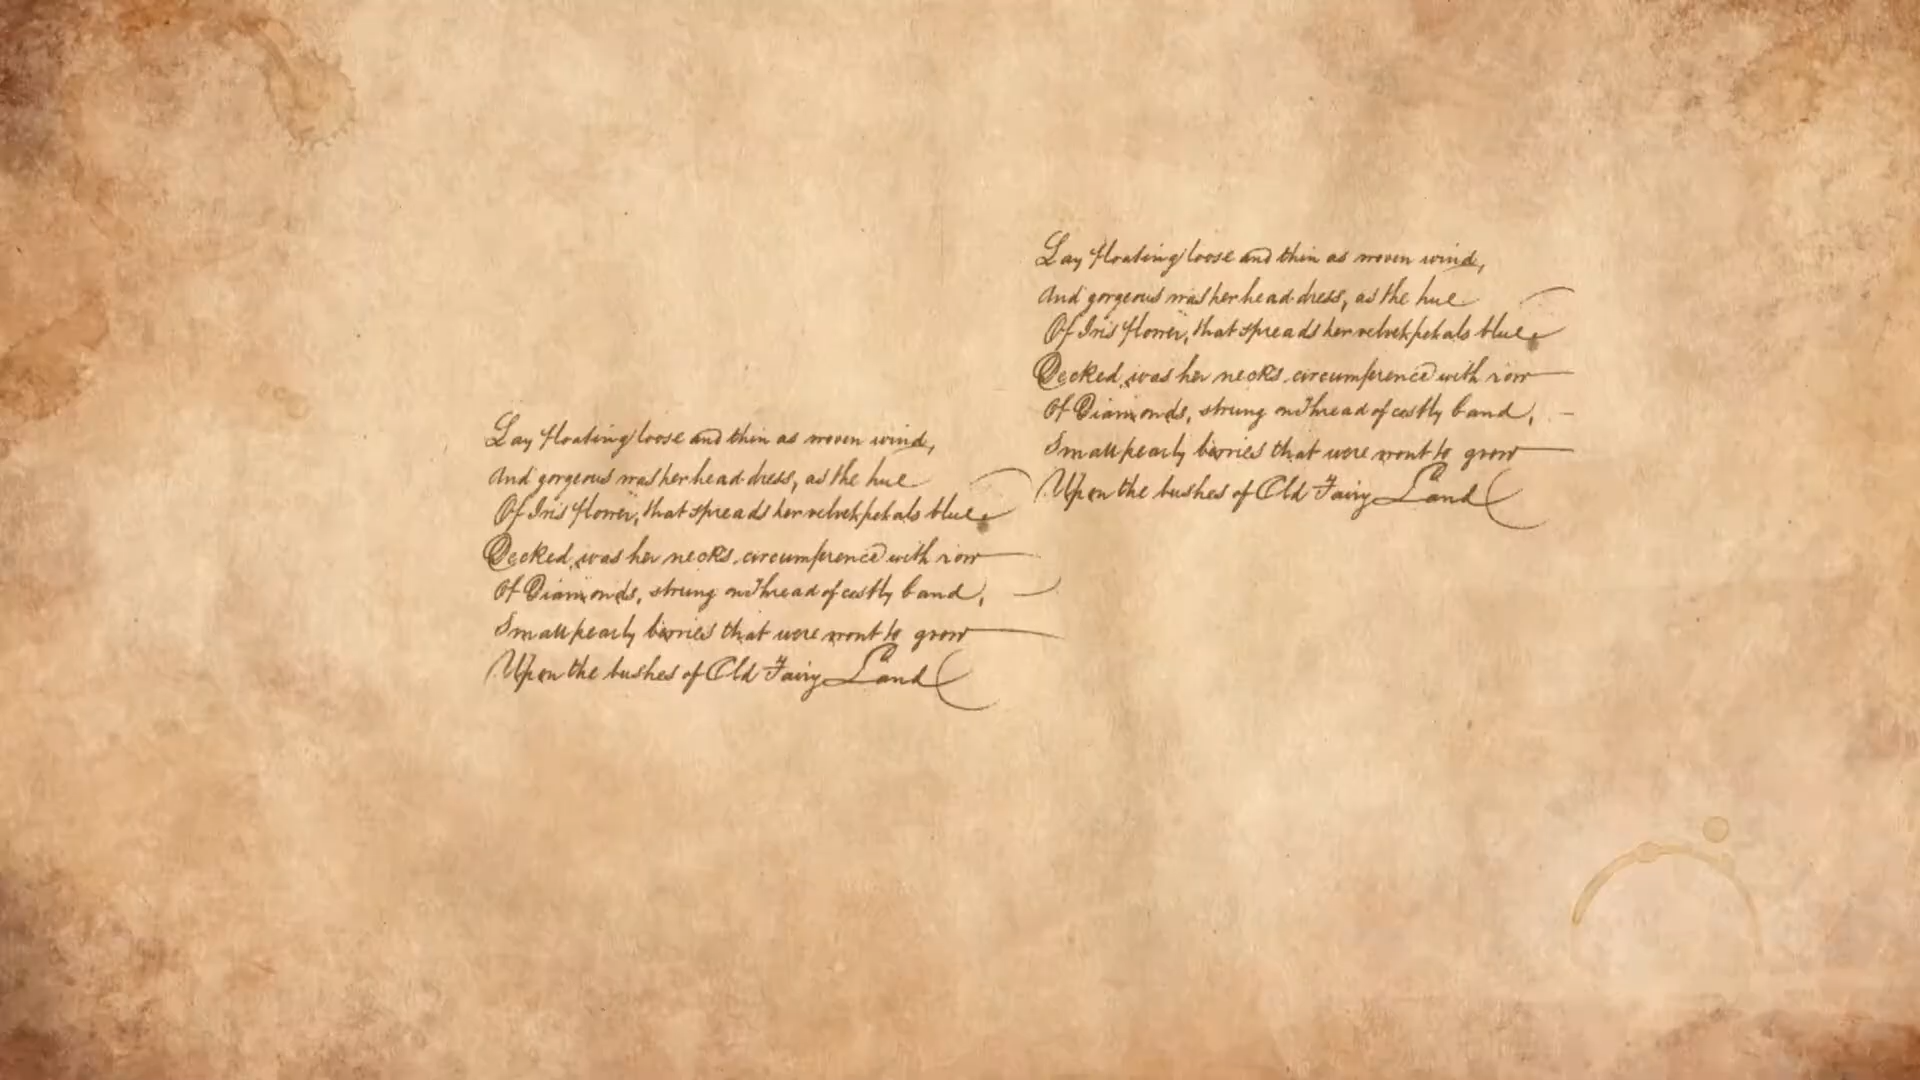 Lay floating loose and thin as woven wind,
And gorgeous was her head dress, as the hue
Of Iris flower, that spreads her velvet petals blue
Decked was her necks circumference with row
Of Diamonds, strung on thread of costly band,
Small pearly berries that were wont to grow
Upon the bushes of Old Fairy Land
Lay floating loose and thin as woven wind,
And gorgeous was her head dress, as the hue
Of Iris flower, that spreads her velvet petals blue
Decked was her necks circumference with row
Of Diamonds, strung on thread of costly band,
Small pearly berries that were wont to grow
Upon the bushes of Old Fairy Land